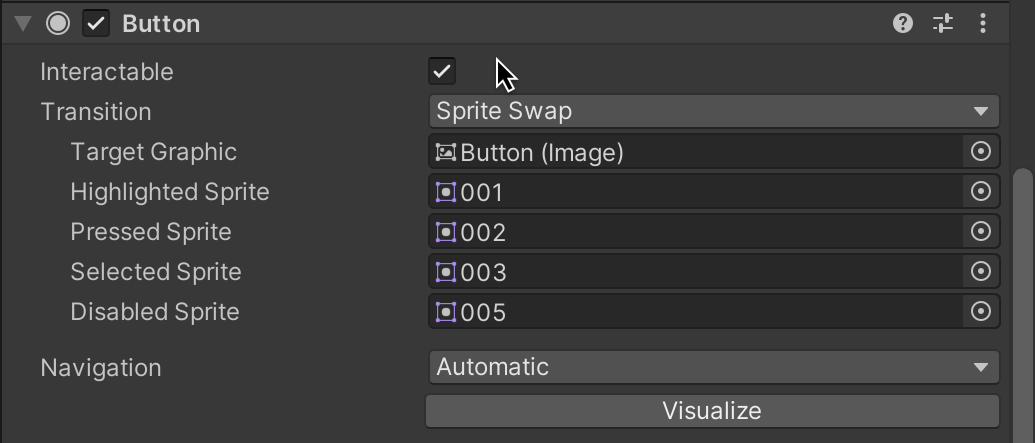 Button
Interactable
Transition Sprite Swap
Target Graphic Button (Image)
Highlighted Sprite 001
Pressed Sprite 002
Selected Sprite 003
Disabled Sprite 005
Navigation Automatic
Visualize